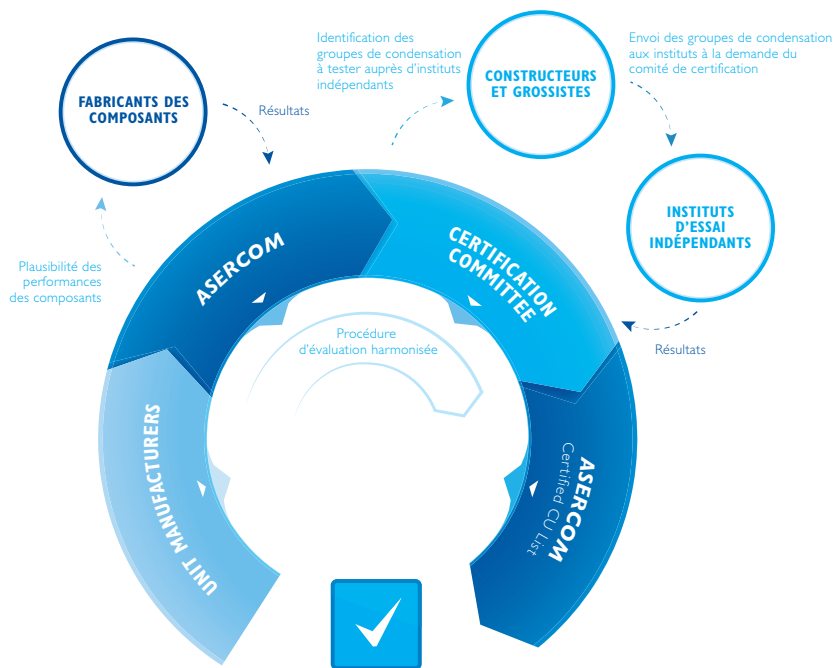 Identification des
groupes de condensation
à tester auprès d'instituts
indépendants
Envoi des groupes de condensation
aux instituts à la demande du
comité de certification
CONSTRUCTEURS
ET GROSSISTES
FABRICANTS DES
COMPOSANTS
Résultats
INSTITUTS
D'ESSAI
INDÉPENDANTS
Plausibilité des
performances
des composants
ASERCOM
CERTIFICATION
COMMITTEE
Procédure
d'évaluation harmonisée
Résultats
UNIT MANUFACTURERS
ASERCOM
Certified CU List